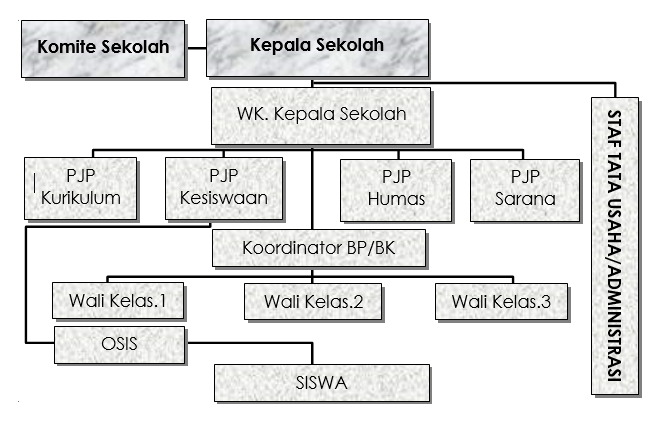 Komite Sekolah
Kepala Sekolah
WK. Kepala Sekolah
STAF TATA USAHA/ADMINISTRASI
PJP
Kurikulum
PJP
Kesiswaan
PJP
Humas
PJP
Sarana
Koordinator BP/BK
Wali Kelas.1
Wali Kelas.2
Wali Kelas.3
OSIS
SISWA